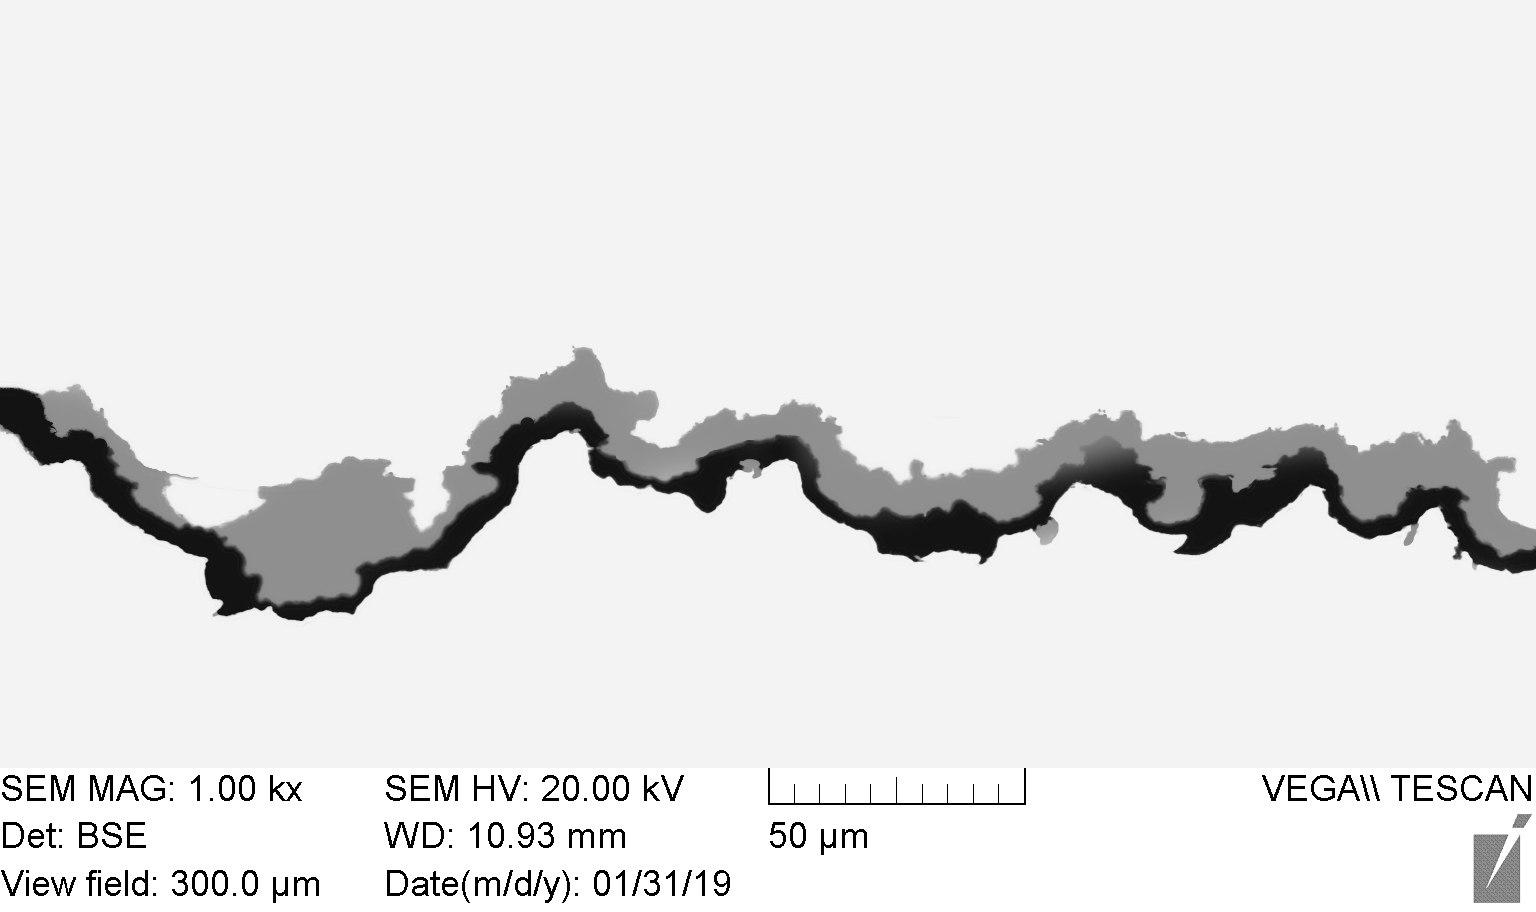 SEM MAG: 1.00 kx SEM HV: 20.00 kV VEGA\\ TESCAN
Det: BSE WD: 10.93 mm 50 µm
View field: 300.0 µm Date(m/d/y): 01/31/19